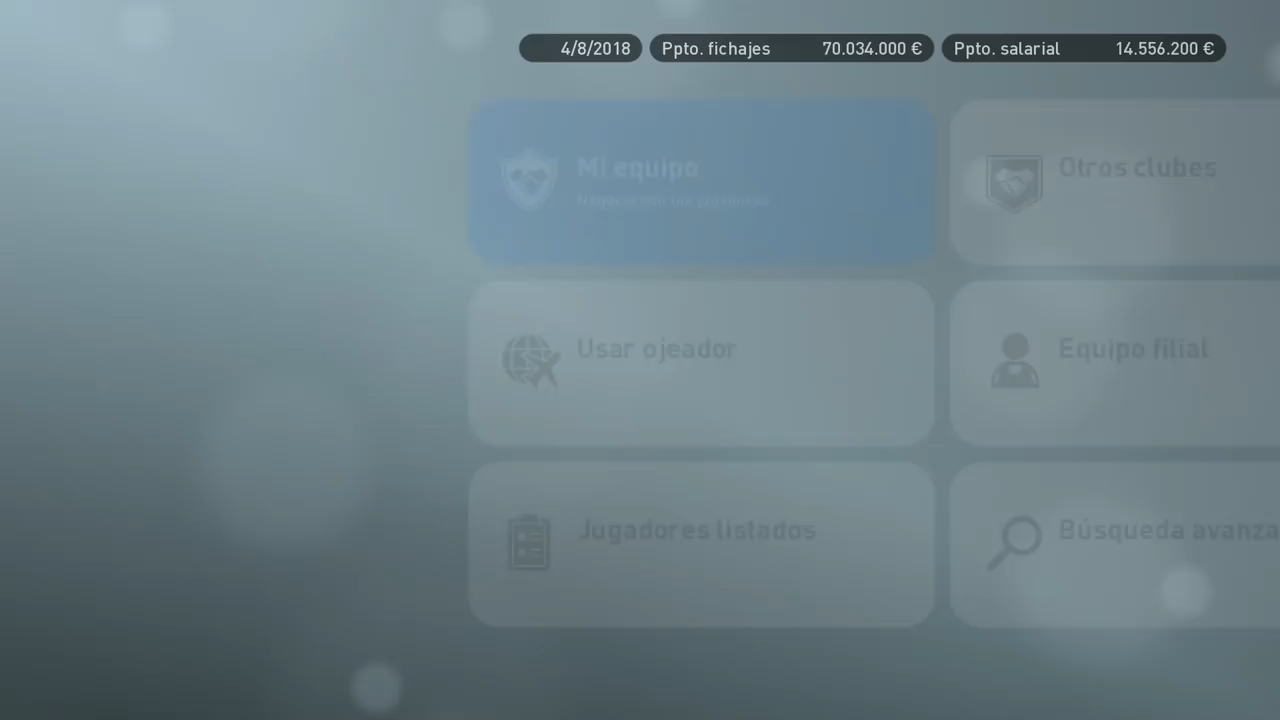 4/8/2018
Ppto. fichajes 70.034.000 €
Ppto. salarial 14.556.200 €
Mi equipo
Otros clubes
Usar ojeador
Equipo filial
Jugadores listados
Búsqueda avanza